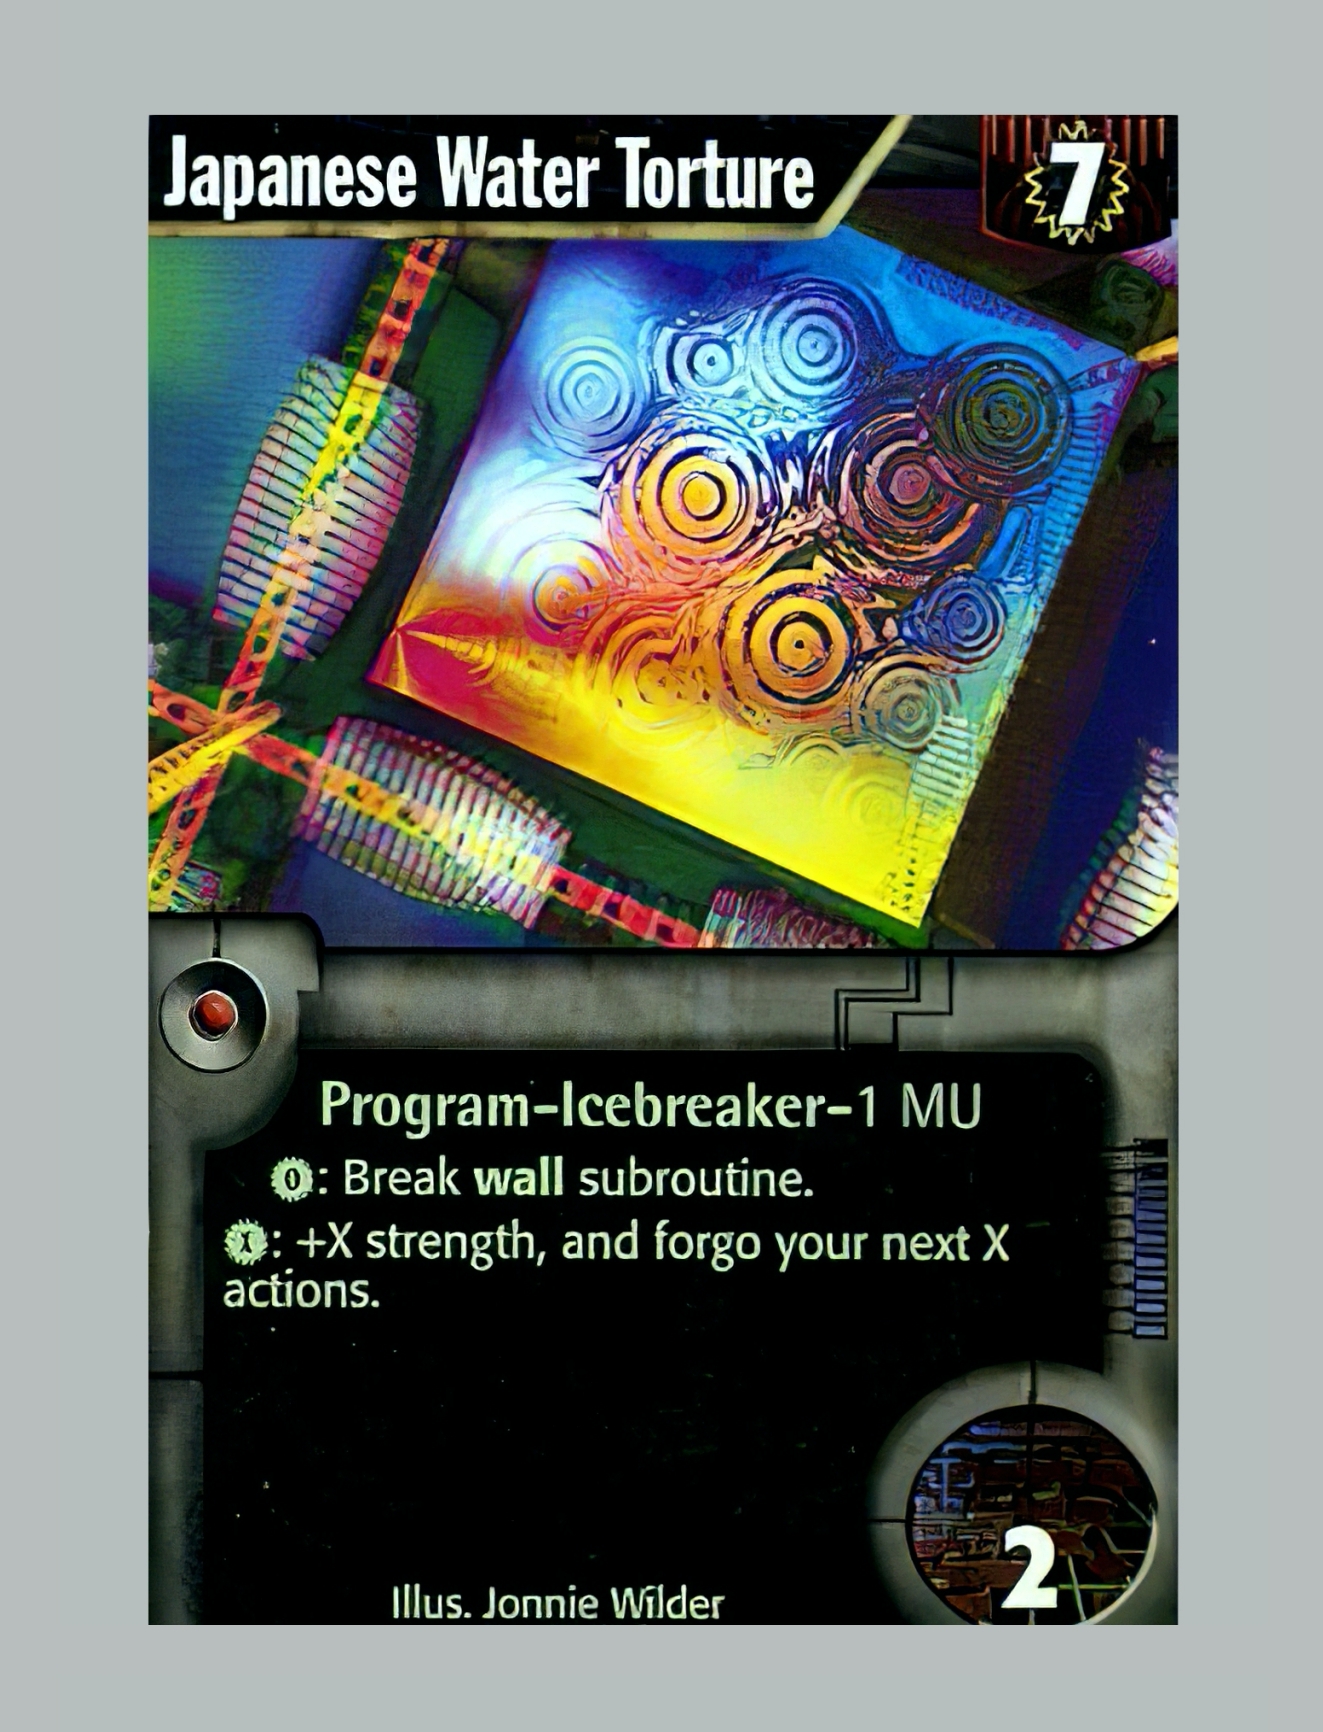 Japanese Water Torture
7
Program-Icebreaker-1 MU
0: Break wall subroutine.
X: +X strength, and forgo your next X
actions.
2
Illus. Jonnie Wilder